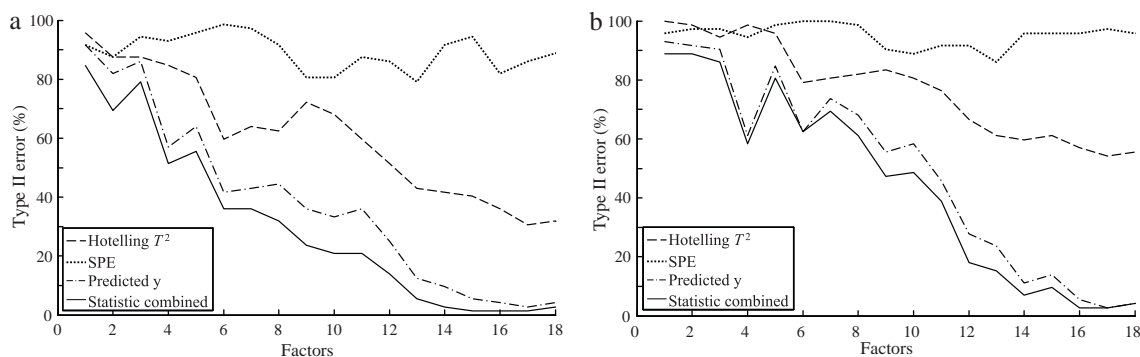 a
100
80
60
40
20
0
Type II error (%)
Hotelling T²
SPE
Predicted y
Statistic combined
0 2 4 6 8 10 12 14 16 18
Factors
b
100
80
60
40
20
0
Type II error (%)
Hotelling T²
SPE
Predicted y
Statistic combined
0 2 4 6 8 10 12 14 16 18
Factors